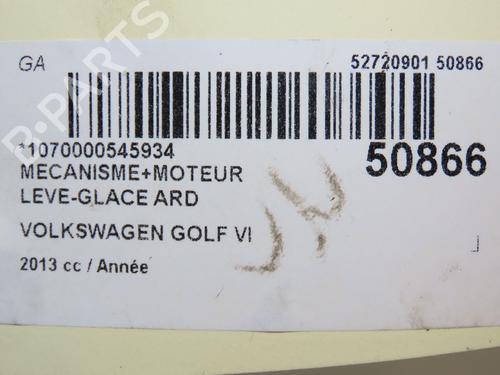 GA
52720901 50866
*1070000545934
50866
MECANISME+MOTEUR
LEVE-GLACE ARD
VOLKSWAGEN GOLF VI
2013 cc / Année
B-PARTS